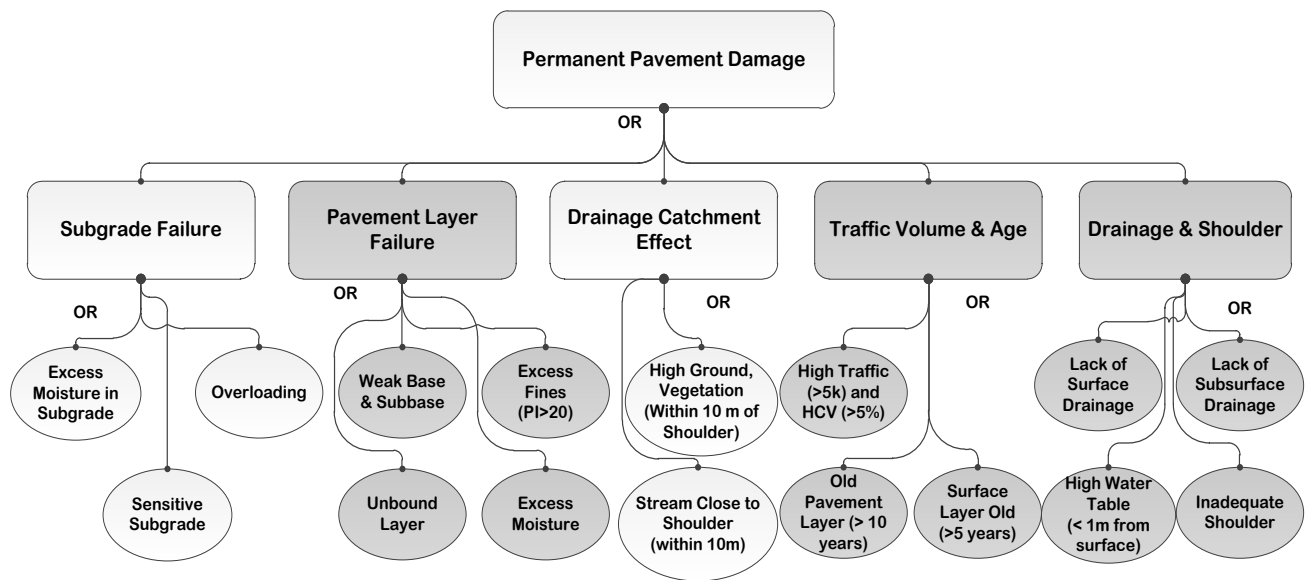 Permanent Pavement Damage
OR
Subgrade Failure
Pavement Layer
Failure
Drainage Catchment
Effect
Traffic Volume & Age
Drainage & Shoulder
OR
OR
OR
OR
OR
Excess
Moisture in
Subgrade
Overloading
Weak Base
& Subbase
Excess
Fines
(PI>20)
High Ground,
Vegetation
(Within 10 m of
Shoulder)
High Traffic
(>5k) and
HCV (>5%)
Lack of
Surface
Drainage
Lack of
Subsurface
Drainage
Sensitive
Subgrade
Unbound
Layer
Excess
Moisture
Stream Close to
Shoulder
(within 10m)
Old
Pavement
Layer (> 10
years)
Surface
Layer Old
(>5 years)
High Water
Table
(< 1m from
surface)
Inadequate
Shoulder